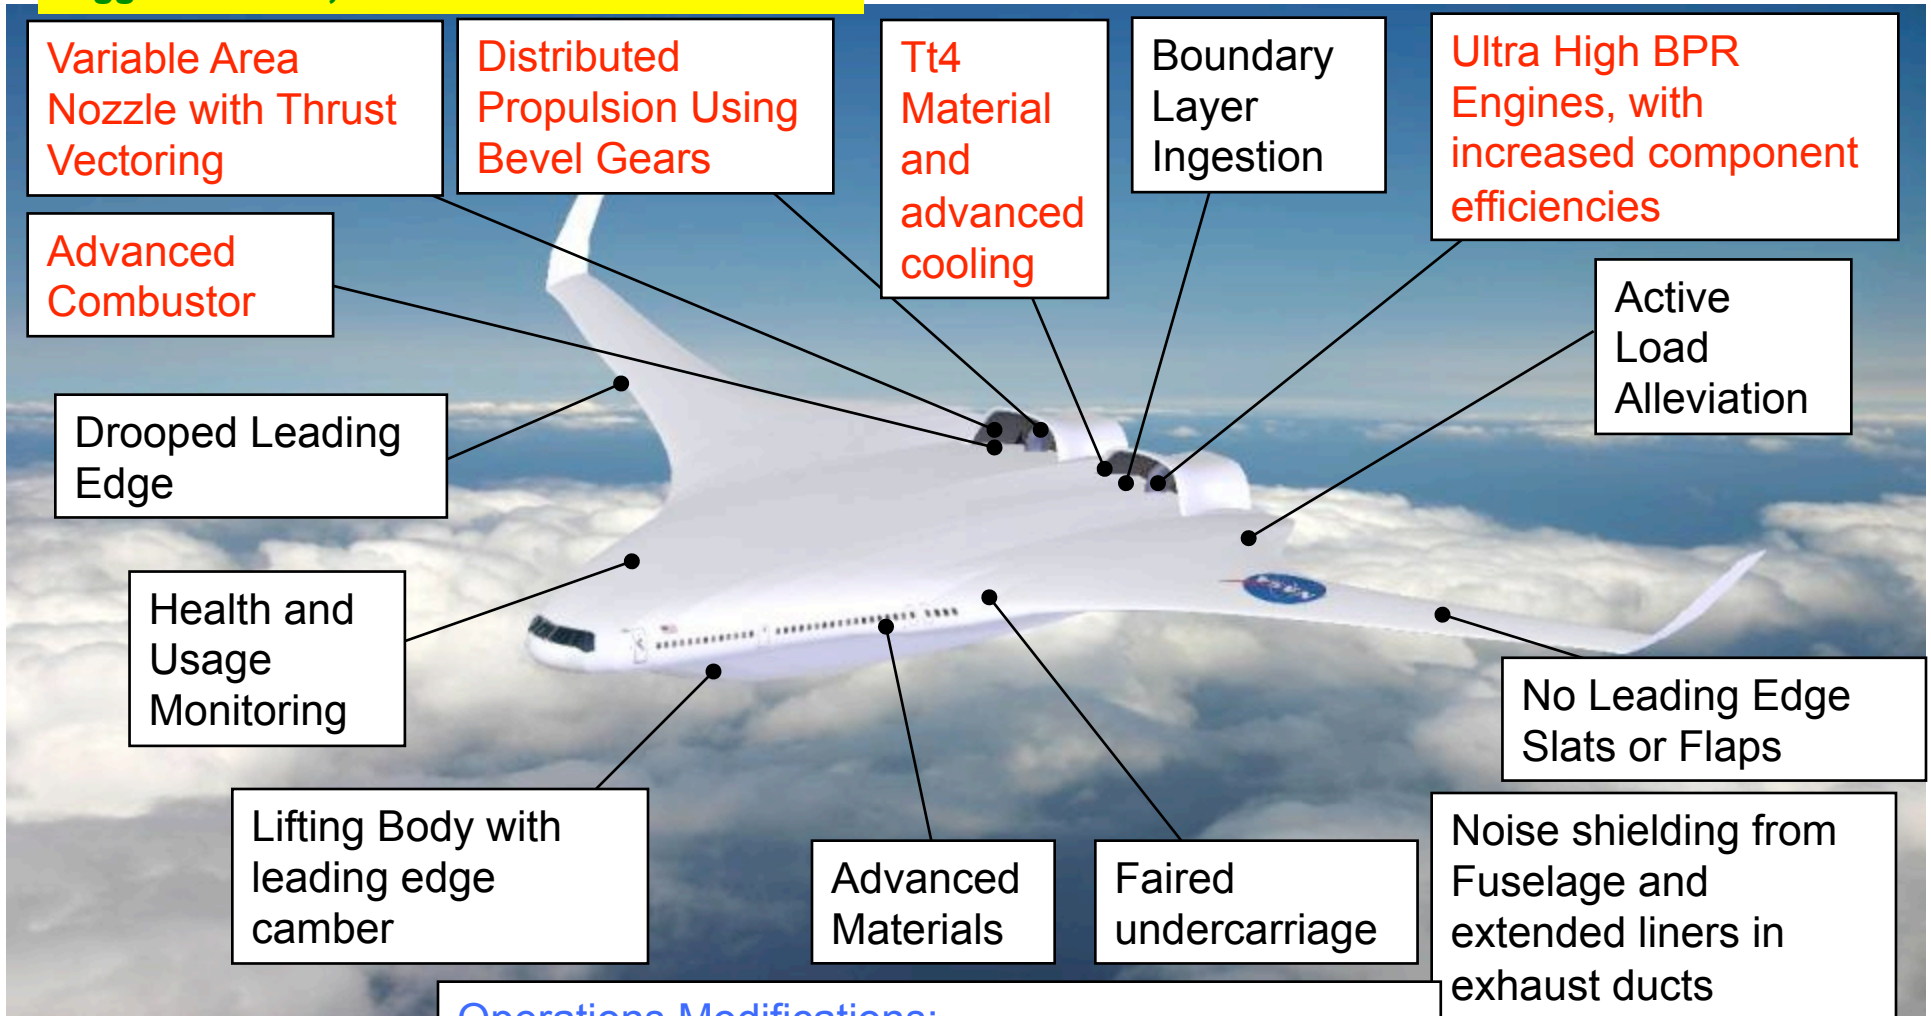 Variable Area
Nozzle with Thrust
Vectoring
Distributed
Propulsion Using
Bevel Gears
Tt4
Material
and
advanced
cooling
Boundary
Layer
Ingestion
Ultra High BPR
Engines, with
increased component
efficiencies
Advanced
Combustor
Active
Load
Alleviation
Drooped Leading
Edge
Health and
Usage
Monitoring
NASA
No Leading Edge
Slats or Flaps
Lifting Body with
leading edge
camber
Advanced
Materials
Faired
undercarriage
Noise shielding from
Fuselage and
extended liners in
exhaust ducts
Operations Modifications: